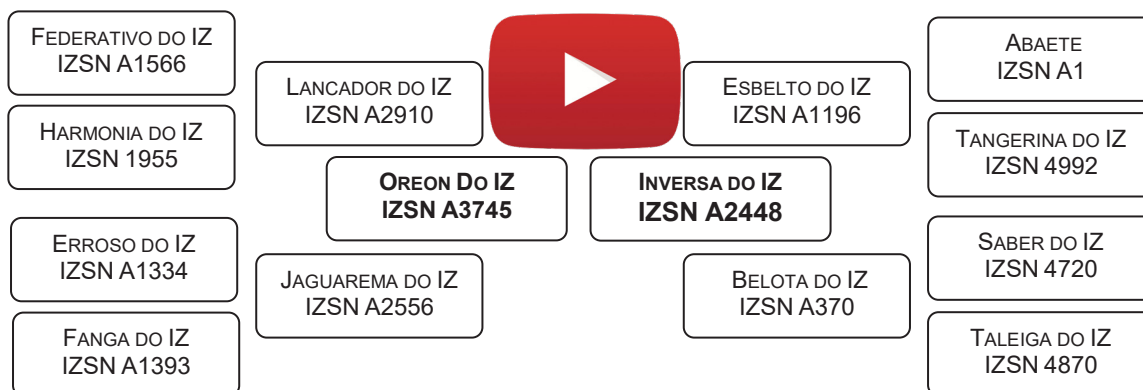 FEDERATIVO DO IZ
IZSN A1566
HARMONIA DO IZ
IZSN 1955
ERROSO DO IZ
IZSN A1334
FANGA DO IZ
IZSN A1393
LANCADOR DO IZ
IZSN A2910
JAGUAREMA DO IZ
IZSN A2556
OREON DO IZ
IZSN A3745
INVERSA DO IZ
IZSN A2448
ESBELTO DO IZ
IZSN A1196
BELOTA DO IZ
IZSN A370
ABAETE
IZSN A1
TANGERINA DO IZ
IZSN 4992
SABER DO IZ
IZSN 4720
TALEIGA DO IZ
IZSN 4870